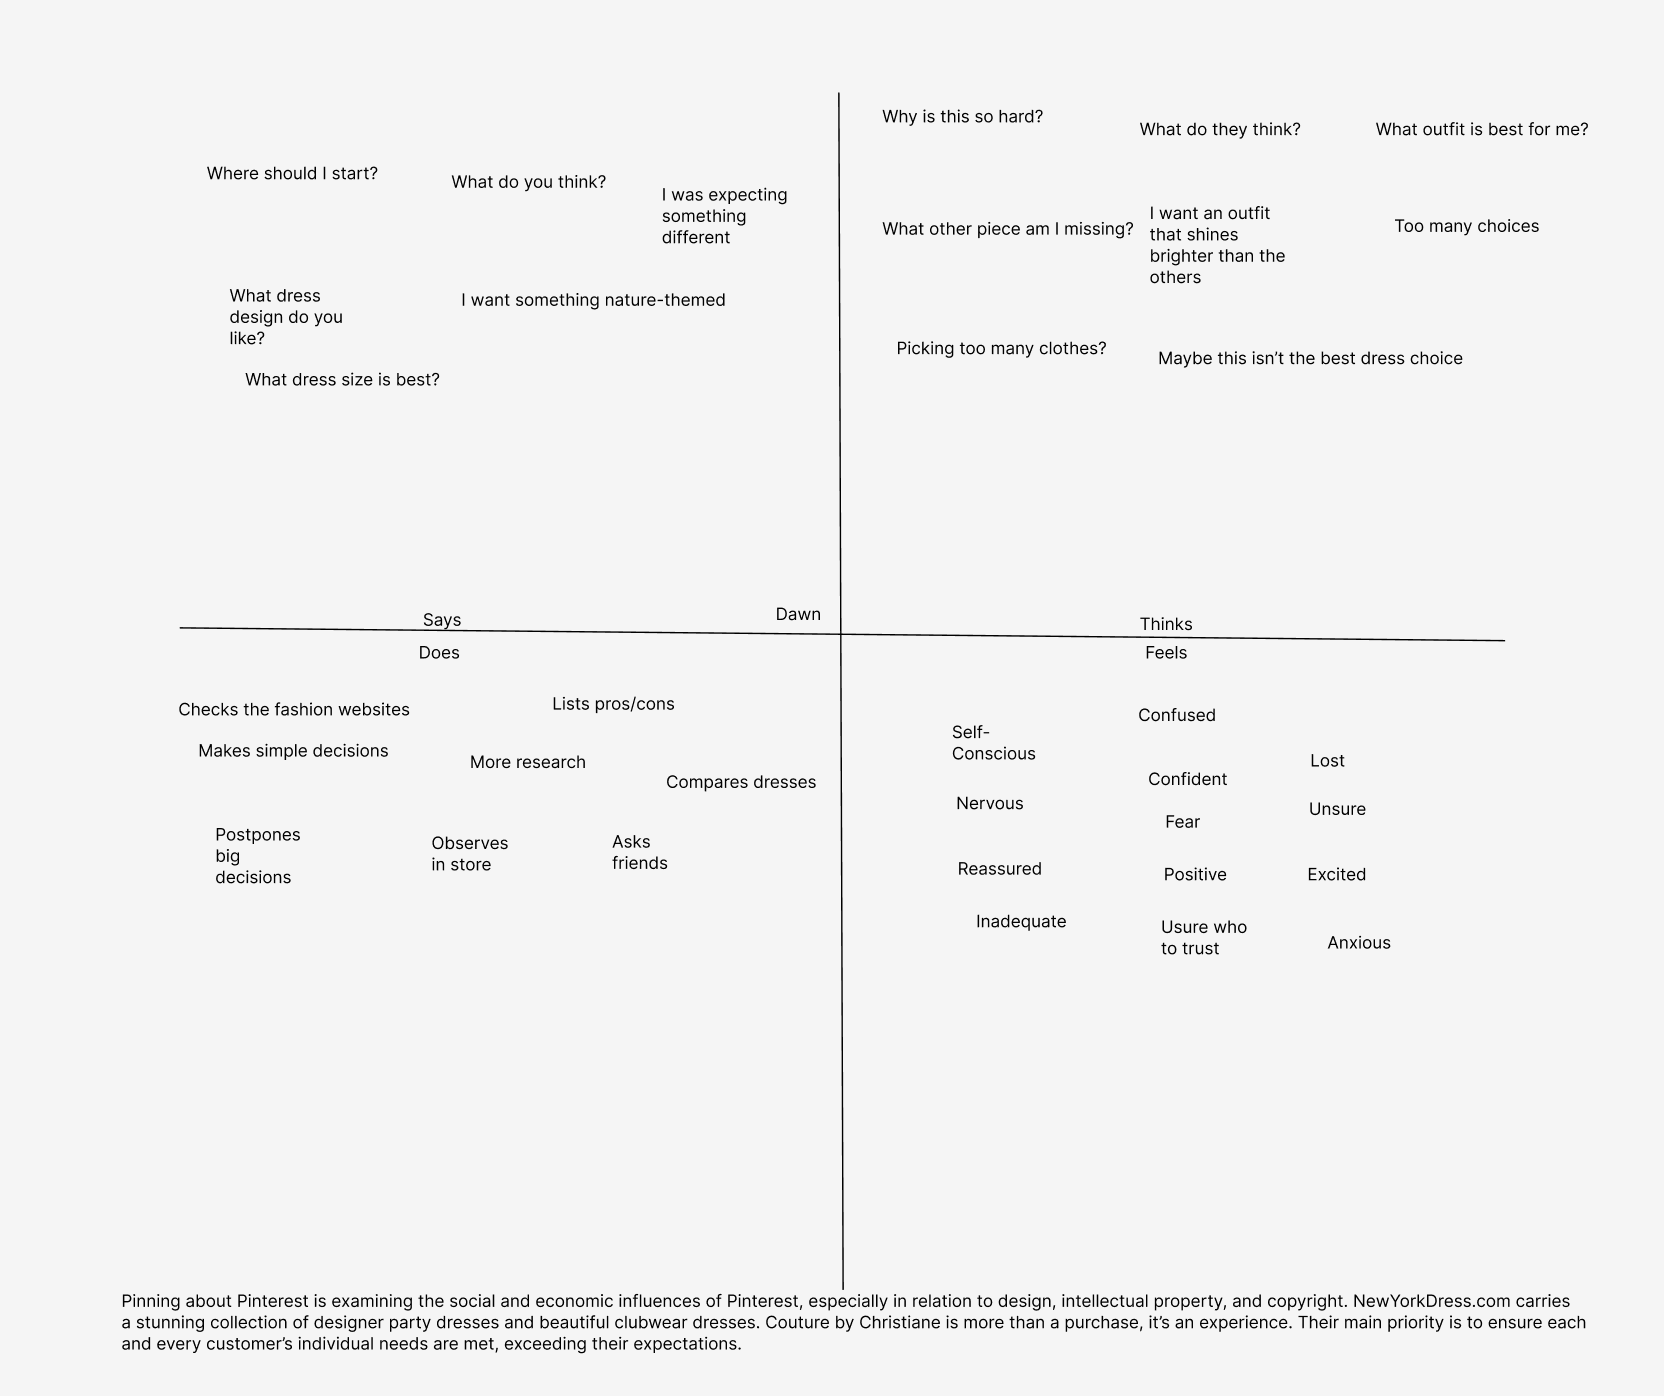 Where should I start?
What do you think?
I was expecting
something
different
What dress
design do you
like?
I want something nature-themed
What dress size is best?
Why is this so hard?
What do they think?
What outfit is best for me?
What other piece am I missing?
I want an outfit
that shines
brighter than the
others
Too many choices
Picking too many clothes?
Maybe this isn’t the best dress choice
Says
Dawn
Thinks
Does
Checks the fashion websites
Lists pros/cons
Makes simple decisions
More research
Compares dresses
Postpones
big
decisions
Observes
in store
Asks
friends
Feels
Self-
Conscious
Confused
Lost
Confident
Nervous
Fear
Unsure
Reassured
Positive
Excited
Inadequate
Usure who
to trust
Anxious
Pinning about Pinterest is examining the social and economic influences of Pinterest, especially in relation to design, intellectual property, and copyright. NewYorkDress.com carries
a stunning collection of designer party dresses and beautiful clubwear dresses. Couture by Christiane is more than a purchase, it’s an experience. Their main priority is to ensure each
and every customer’s individual needs are met, exceeding their expectations.